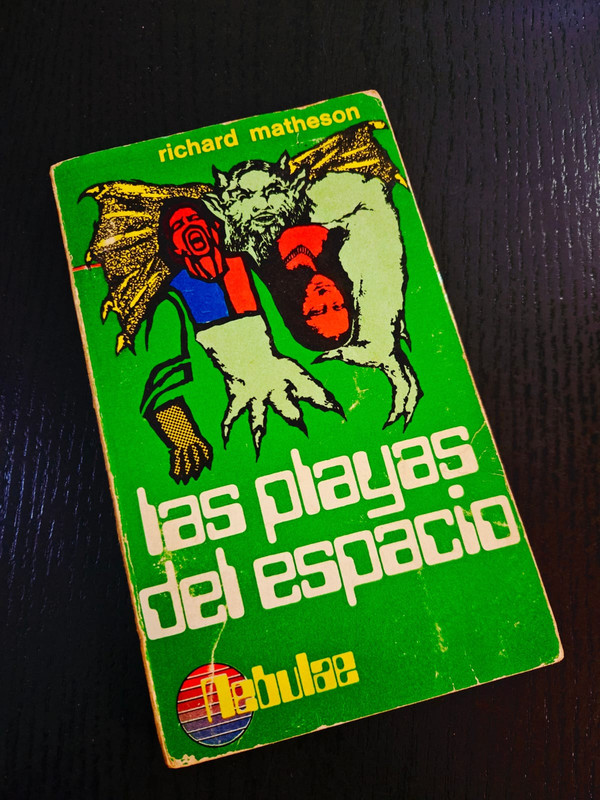 richard matheson
las playas
del espacio
nebulae